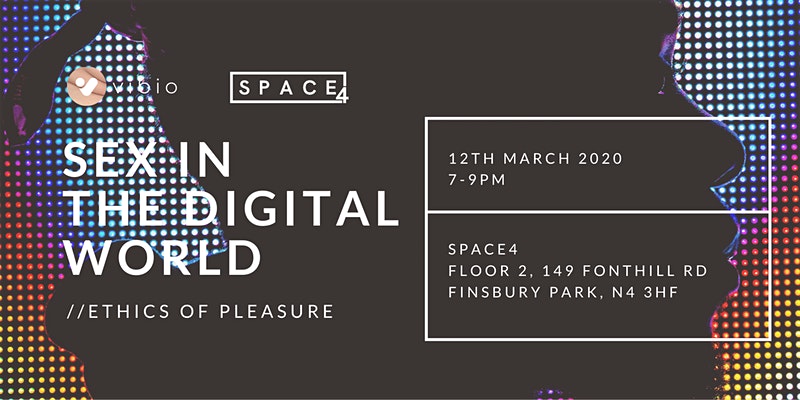 vibio
SPACE4
SEX IN
THE DIGITAL
WORLD
//ETHICS OF PLEASURE
12TH MARCH 2020
7-9PM
SPACE4
FLOOR 2, 149 FONTHILL RD
FINSBURY PARK, N4 3HF